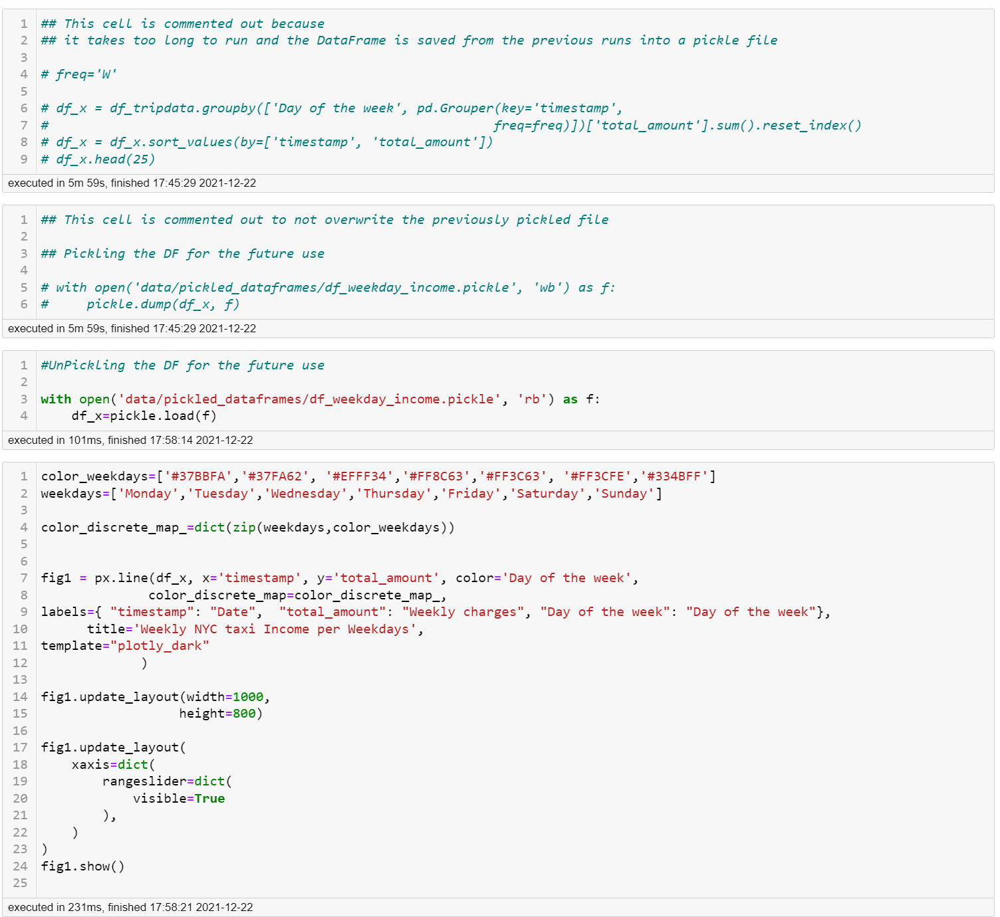 1 ## This cell is commented out because
2 ## it takes too long to run and the DataFrame is saved from the previous runs into a pickle file
3
4 # freq='W'
5
6 # df_x = df_tripdata.groupby(['Day of the week', pd.Grouper(key='timestamp',
7 #                                                           freq=freq)])['total_amount'].sum().reset_index()
8 # df_x = df_x.sort_values(by=['timestamp', 'total_amount'])
9 # df_x.head(25)
executed in 5m 59s, finished 17:45:29 2021-12-22
1 ## This cell is commented out to not overwrite the previously pickled file
2
3 ## Pickling the DF for the future use
4
5 # with open('data/pickled_dataframes/df_weekday_income.pickle', 'wb') as f:
6 #     pickle.dump(df_x, f)
executed in 5m 59s, finished 17:45:29 2021-12-22
1 #UnPickling the DF for the future use
2
3 with open('data/pickled_dataframes/df_weekday_income.pickle', 'rb') as f:
4     df_x=pickle.load(f)
executed in 101ms, finished 17:58:14 2021-12-22
1 color_weekdays=['#37BBFA','#37FA62', '#EFFF34','#FF8C63','#FF3C63', '#FF3CFE','#334BFF']
2 weekdays=['Monday','Tuesday','Wednesday','Thursday','Friday','Saturday','Sunday']
3
4 color_discrete_map_=dict(zip(weekdays,color_weekdays))
5
6
7 fig1 = px.line(df_x, x='timestamp', y='total_amount', color='Day of the week',
8               color_discrete_map=color_discrete_map_,
9 labels={ "timestamp": "Date",  "total_amount": "Weekly charges", "Day of the week": "Day of the week"},
10       title='Weekly NYC taxi Income per Weekdays',
11 template="plotly_dark"
12              )
13
14 fig1.update_layout(width=1000,
15                   height=800)
16
17 fig1.update_layout(
18     xaxis=dict(
19         rangeslider=dict(
20             visible=True
21         ),
22     )
23 )
24 fig1.show()
25
executed in 231ms, finished 17:58:21 2021-12-22